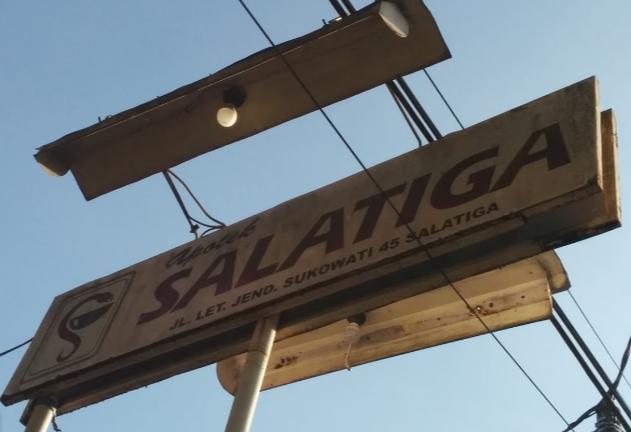 Apotek
SALATIGA
JL. LET. JEND. SUKOWATI 45 SALATIGA